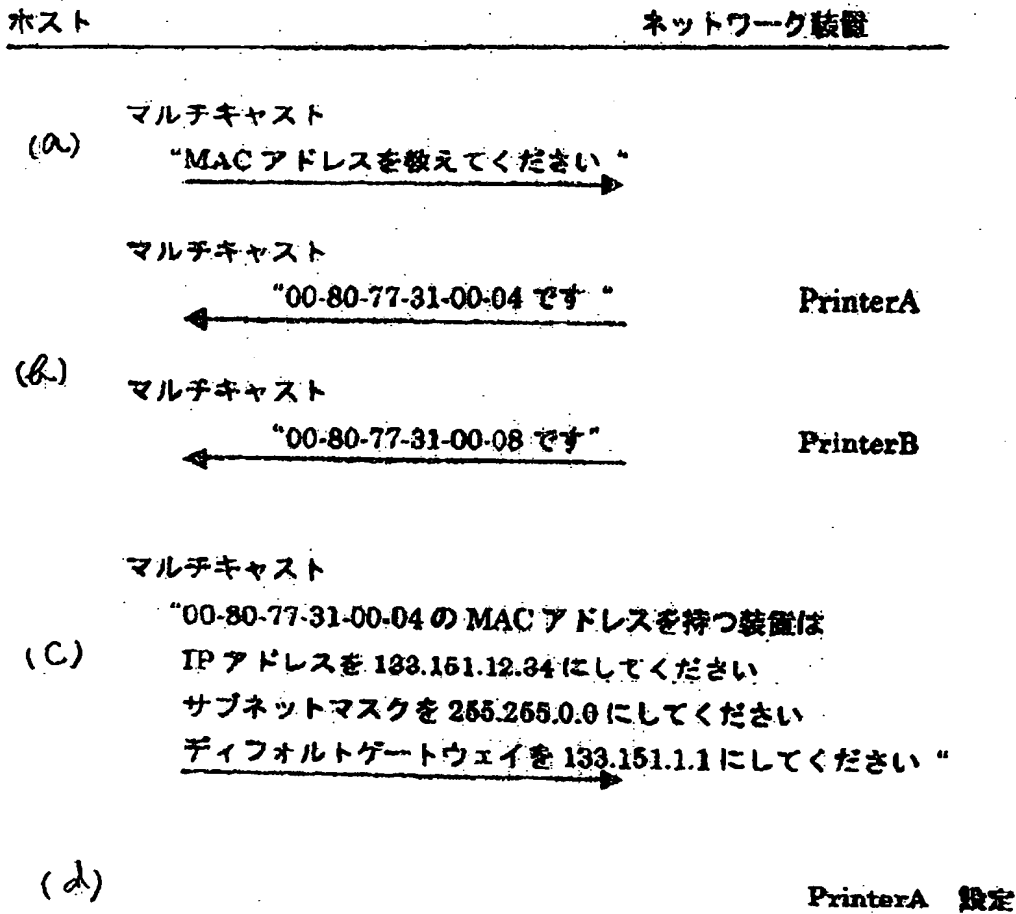 ホスト ネットワーク装置
マルチキャスト
(a) "MAC アドレスを教えてください"
マルチキャスト
"00-80-77-31-00-04 です" PrinterA
(b)
マルチキャスト
"00-80-77-31-00-08 です" PrinterB
マルチキャスト
"00-80-77-31-00-04 の MAC アドレスを持つ装置は
(C) IP アドレスを 133.151.12.34 にしてください
サブネットマスクを 255.255.0.0 にしてください
ディフォルトゲートウェイを 133.151.1.1 にしてください"
(d) PrinterA 設定